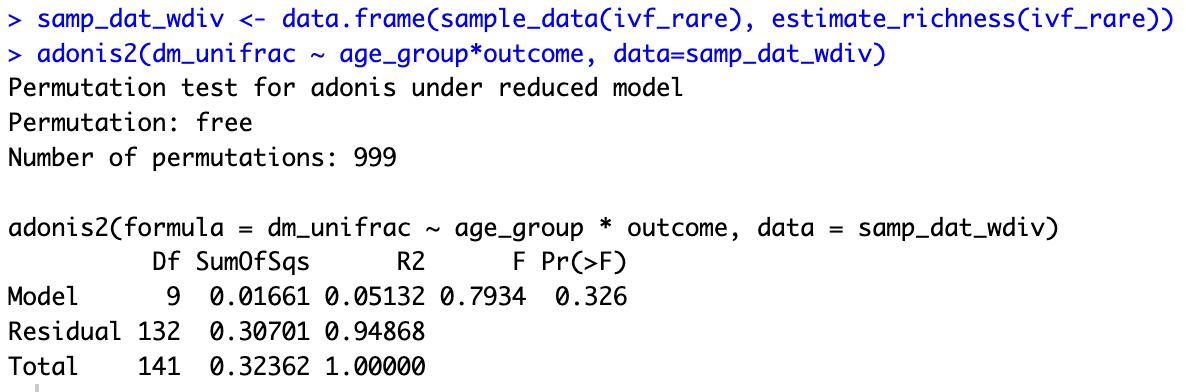 > samp_dat_wdiv <- data.frame(sample_data(ivf_rare), estimate_richness(ivf_rare))
> adonis2(dm_unifrac ~ age_group*outcome, data=samp_dat_wdiv)
Permutation test for adonis under reduced model
Permutation: free
Number of permutations: 999

adonis2(formula = dm_unifrac ~ age_group * outcome, data = samp_dat_wdiv)
          Df SumOfSqs      R2      F Pr(>F)
Model      9  0.01661 0.05132 0.7934  0.326
Residual 132  0.30701 0.94868
Total    141  0.32362 1.00000